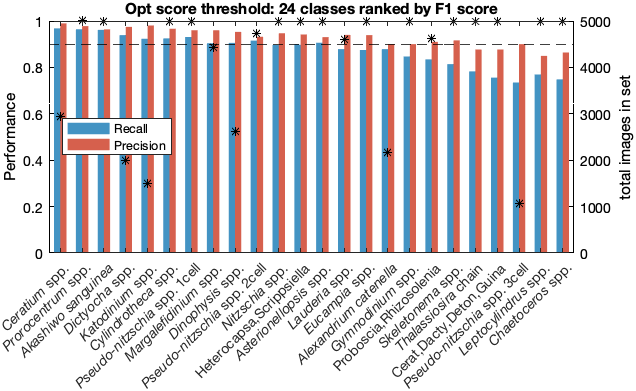 Opt score threshold: 24 classes ranked by F1 score
Performance
1
0.8
0.6
0.4
0.2
0
Recall
Precision
5000
4000
3000
2000
1000
0
total images in set
Ceratium spp.
Prorocentrum spp.
Akashiwo sanguinea
Dictyocha spp.
Katodinium spp.
Cylindrotheca spp.
Pseudo-nitzschia spp. 1cell
Margalefidinium spp.
Dinophysis spp.
Pseudo-nitzschia spp. 2cell
Nitzschia spp.
Heterocapsa,Scrippsiella
Asterionellopsis spp.
Lauderia spp.
Eucampia spp.
Alexandrium catenella
Gymnodinium spp.
Proboscia,Rhizosolenia
Skeletonema spp.
Thalassiosira chain
Cerat,Dacty,Deton,Guina
Pseudo-nitzschia spp. 3cell
Leptocylindrus spp.
Chaetoceros spp.